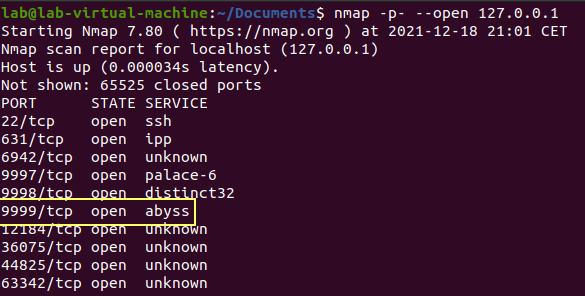 lab@lab-virtual-machine:~/Documents$ nmap -p- --open 127.0.0.1
Starting Nmap 7.80 ( https://nmap.org ) at 2021-12-18 21:01 CET
Nmap scan report for localhost (127.0.0.1)
Host is up (0.000034s latency).
Not shown: 65525 closed ports
PORT      STATE SERVICE
22/tcp    open  ssh
631/tcp   open  ipp
6942/tcp  open  unknown
9997/tcp  open  palace-6
9998/tcp  open  distinct32
9999/tcp  open  abyss
12184/tcp open  unknown
36075/tcp open  unknown
44825/tcp open  unknown
63342/tcp open  unknown